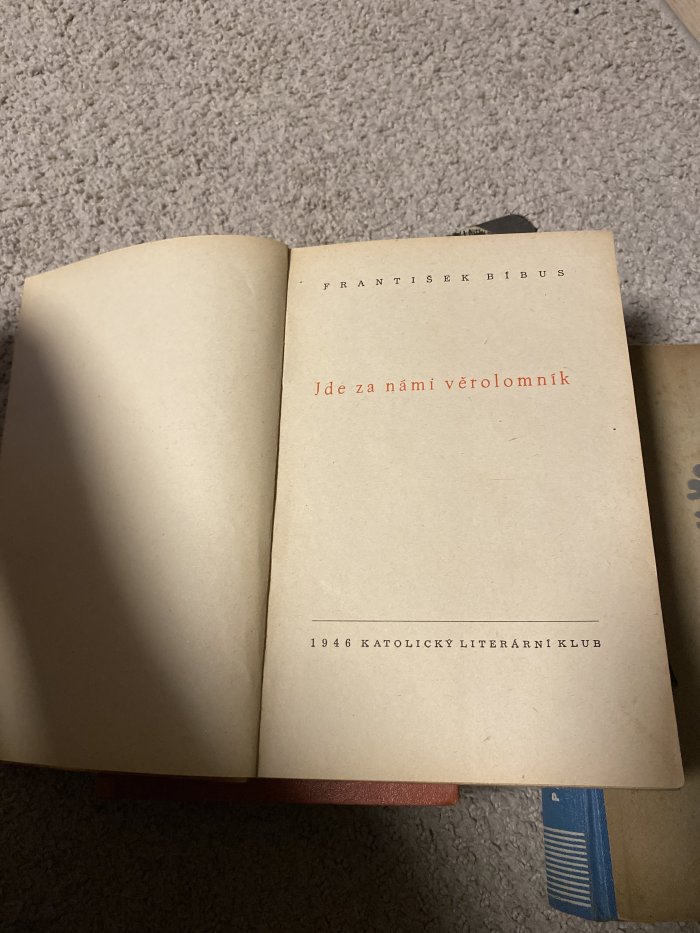 FRANTIŠEK BÍBUS
Jde za námi věrolomník
1946 KATOLICKÝ LITERÁRNÍ KLUB
P